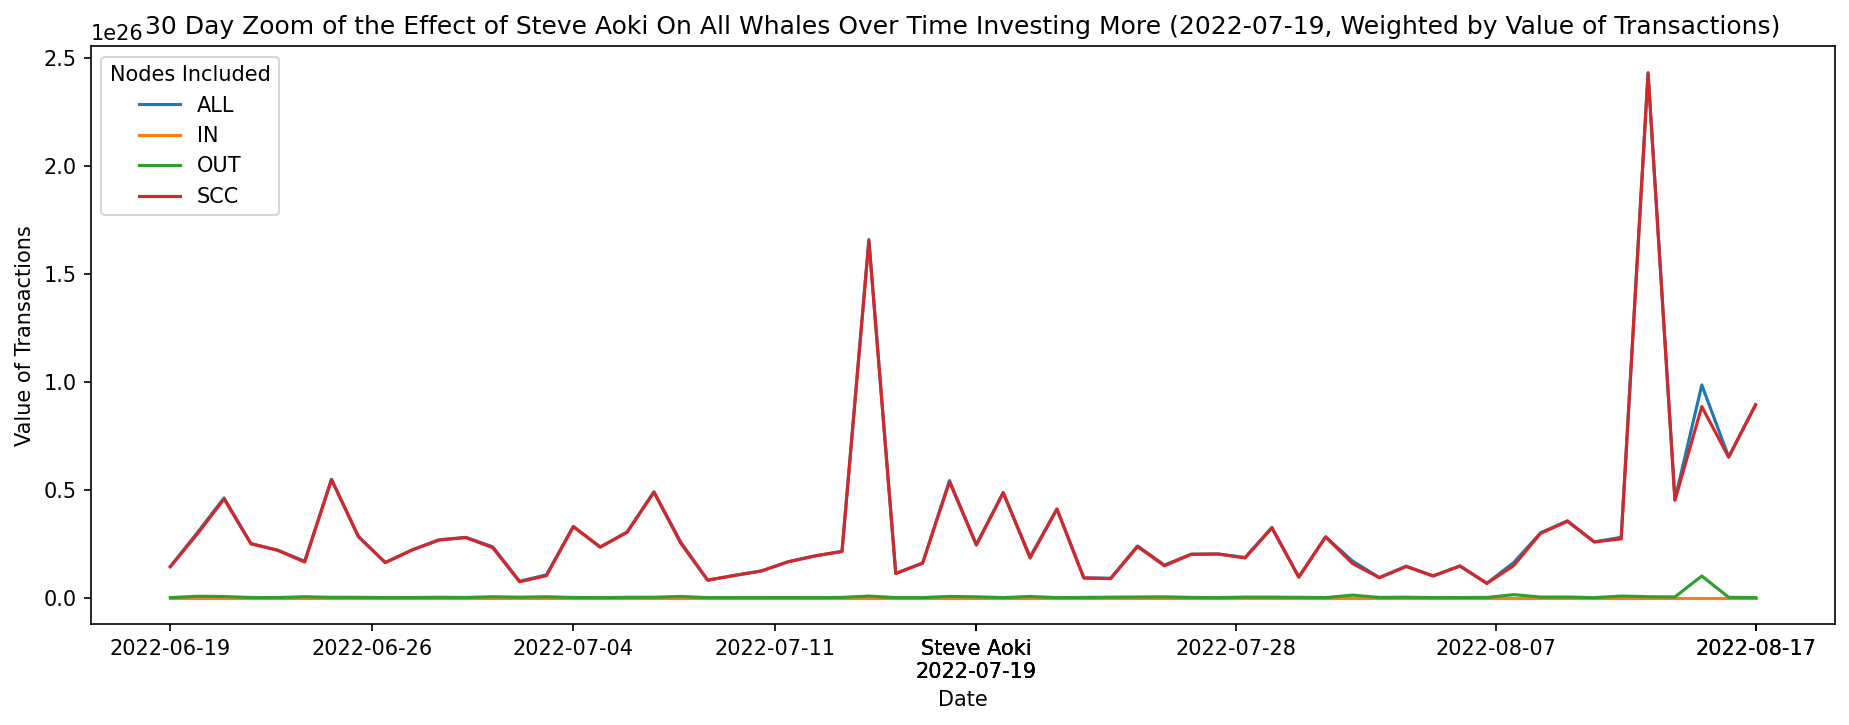 1e26
30 Day Zoom of the Effect of Steve Aoki On All Whales Over Time Investing More (2022-07-19, Weighted by Value of Transactions)
Nodes Included
ALL
IN
OUT
SCC
2.5
2.0
1.5
1.0
0.5
0.0
Value of Transactions
2022-06-19
2022-06-26
2022-07-04
2022-07-11
Steve Aoki
2022-07-19
2022-07-28
2022-08-07
2022-08-17
Date